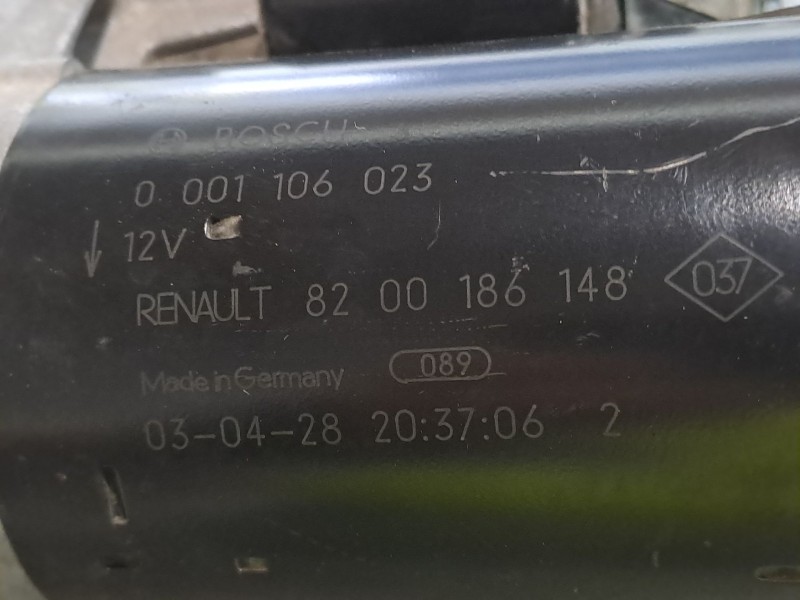 BOSCH
0 001 106 023
12V
RENAULT 82 00 186 148 037
Made in Germany 089
03-04-28 20:37:06 2